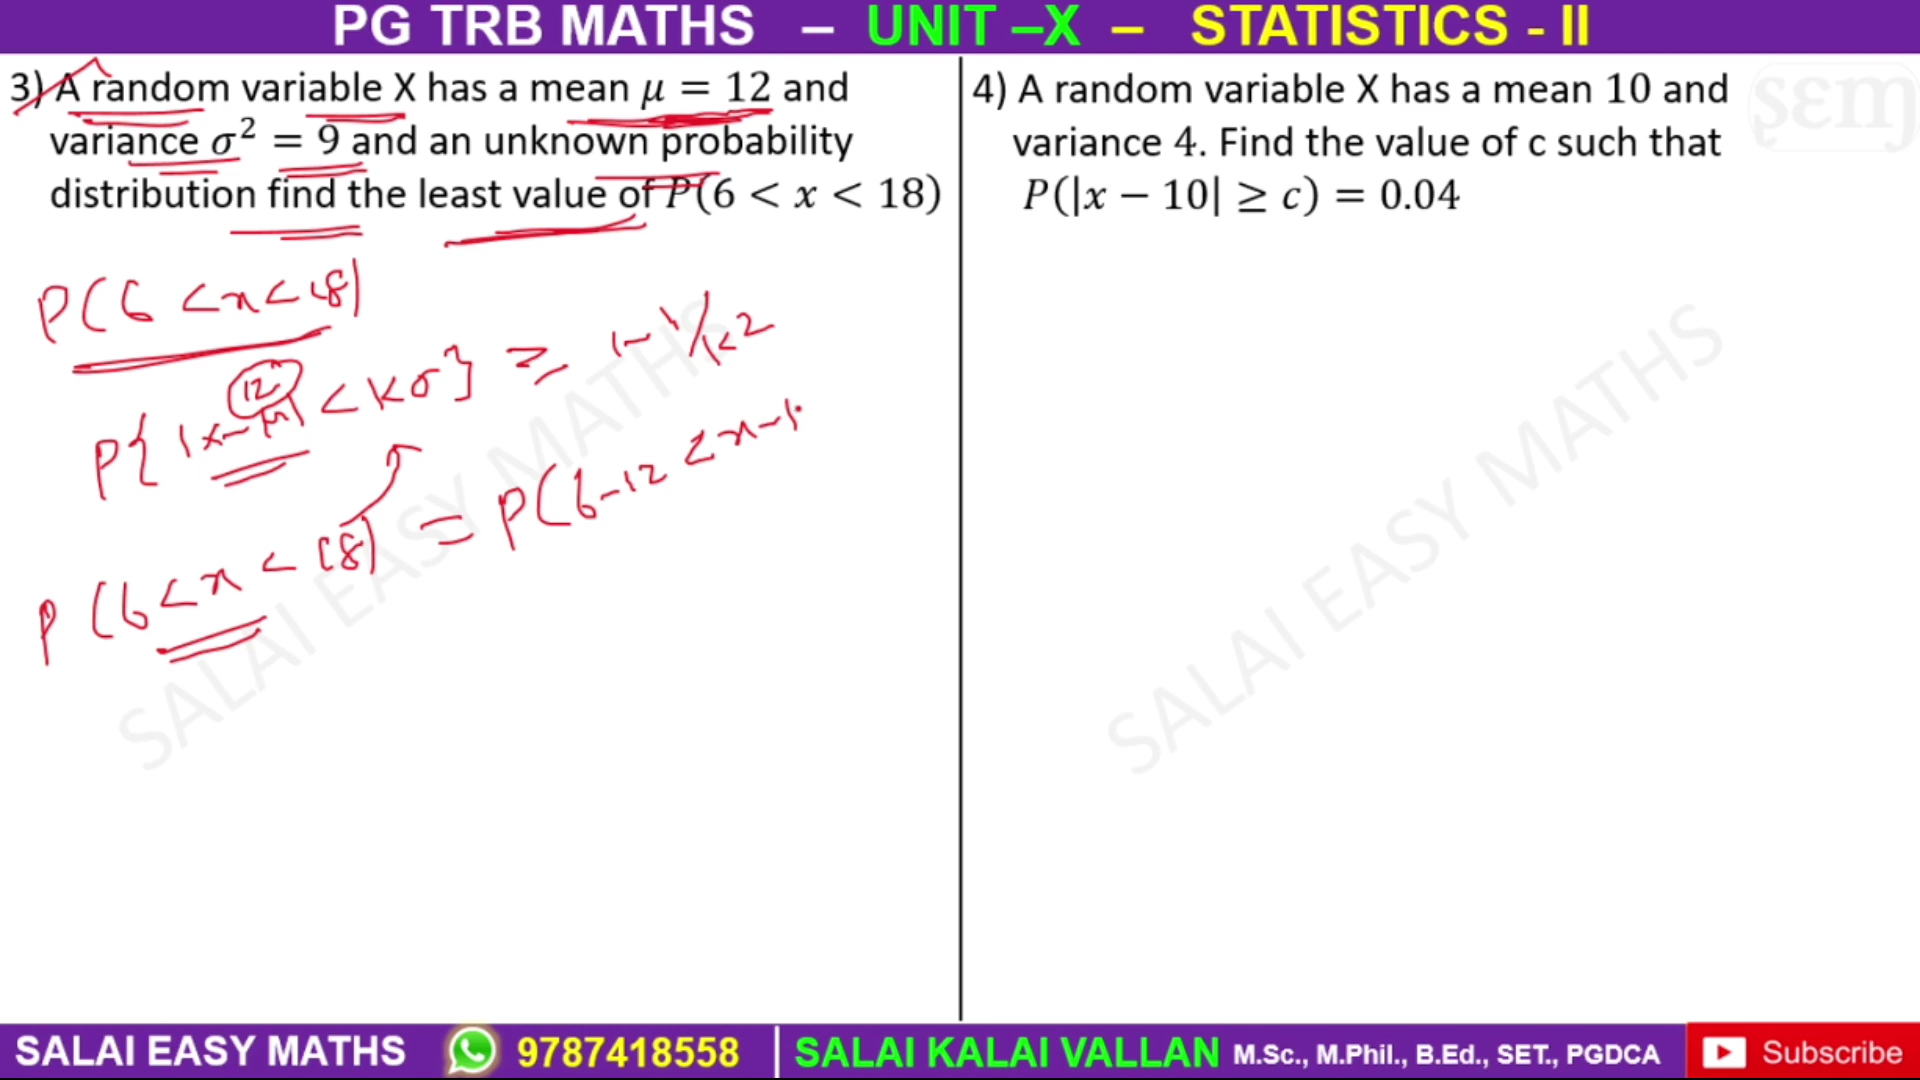 PG TRB MATHS – UNIT –X – STATISTICS - II
3) A random variable X has a mean μ = 12 and
variance σ² = 9 and an unknown probability
distribution find the least value of P(6 < x < 18)
P(6 < x < 18)
P{|x-μ| < kσ} ≥ 1-1/k²
12
P(6 < x < 18) = P(6-12 < x-1
4) A random variable X has a mean 10 and
variance 4. Find the value of c such that
P(|x − 10| ≥ c) = 0.04
sɛm
SALAI EASY MATHS
SALAI EASY MATHS
SALAI EASY MATHS 9787418558 SALAI KALAI VALLAN M.Sc., M.Phil., B.Ed., SET., PGDCA Subscribe